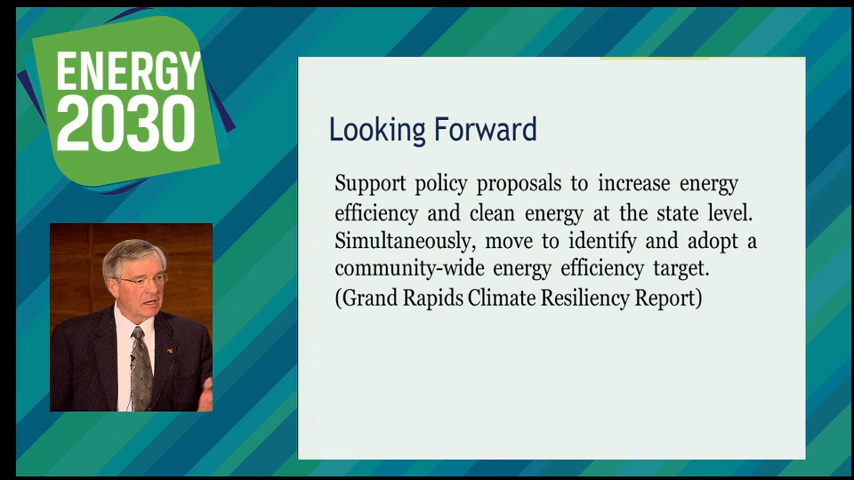 ENERGY
2030
Looking Forward
Support policy proposals to increase energy
efficiency and clean energy at the state level.
Simultaneously, move to identify and adopt a
community-wide energy efficiency target.
(Grand Rapids Climate Resiliency Report)